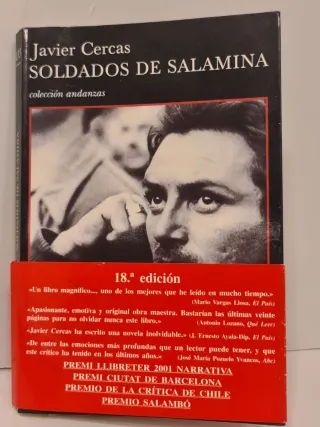 Javier Cercas
SOLDADOS DE SALAMINA
colección andanzas
18.ª edición
«Un libro magnífico... uno de los mejores que he leído en mucho tiempo.»
(Mario Vargas Llosa, El País)
«Apasionante, emotiva y original obra maestra. Bastarían las últimas veinte
páginas para no olvidar nunca este libro.»
(Antonio Lozano, Qué Leer)
«Javier Cercas ha escrito una novela inolvidable.» (J. Ernesto Ayala-Dip, El País)
«De entre las emociones más profundas que un lector puede tener, y que
este crítico ha tenido en los últimos años.»
(José María Pozuelo Yvancos, Abc)
PREMI LLIBRETER 2001 NARRATIVA
PREMI CIUTAT DE BARCELONA
PREMIO DE LA CRÍTICA DE CHILE
PREMIO SALAMBÓ